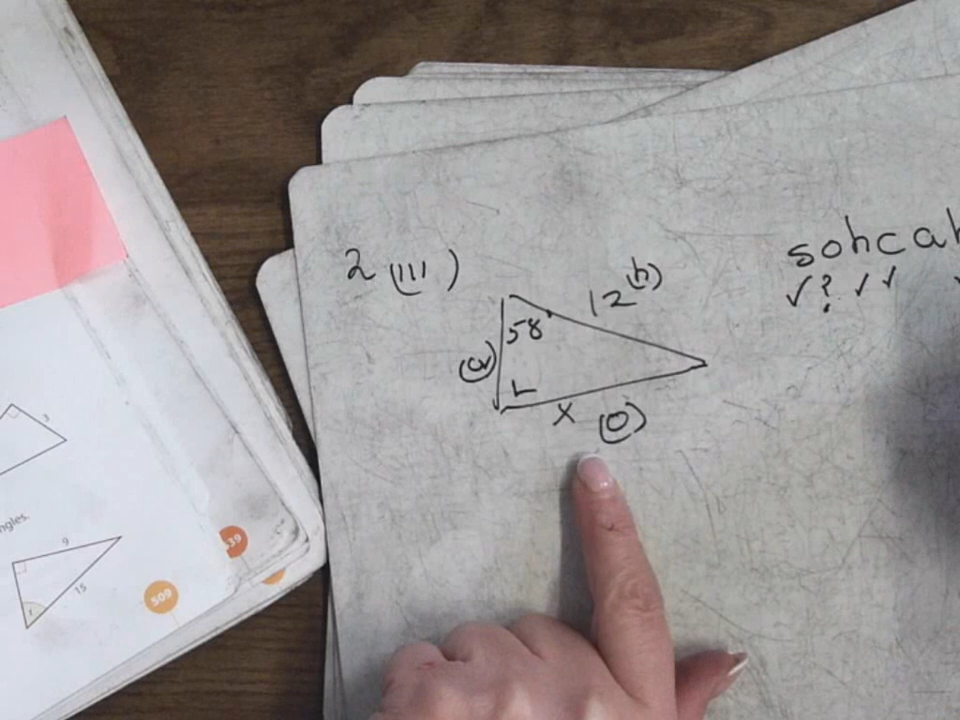 2 (III)
sohcah
✓ ? ✓ ✓ ✓
12 (h)
58°
(a)
x (o)
3
ngles.
9
15
539
509